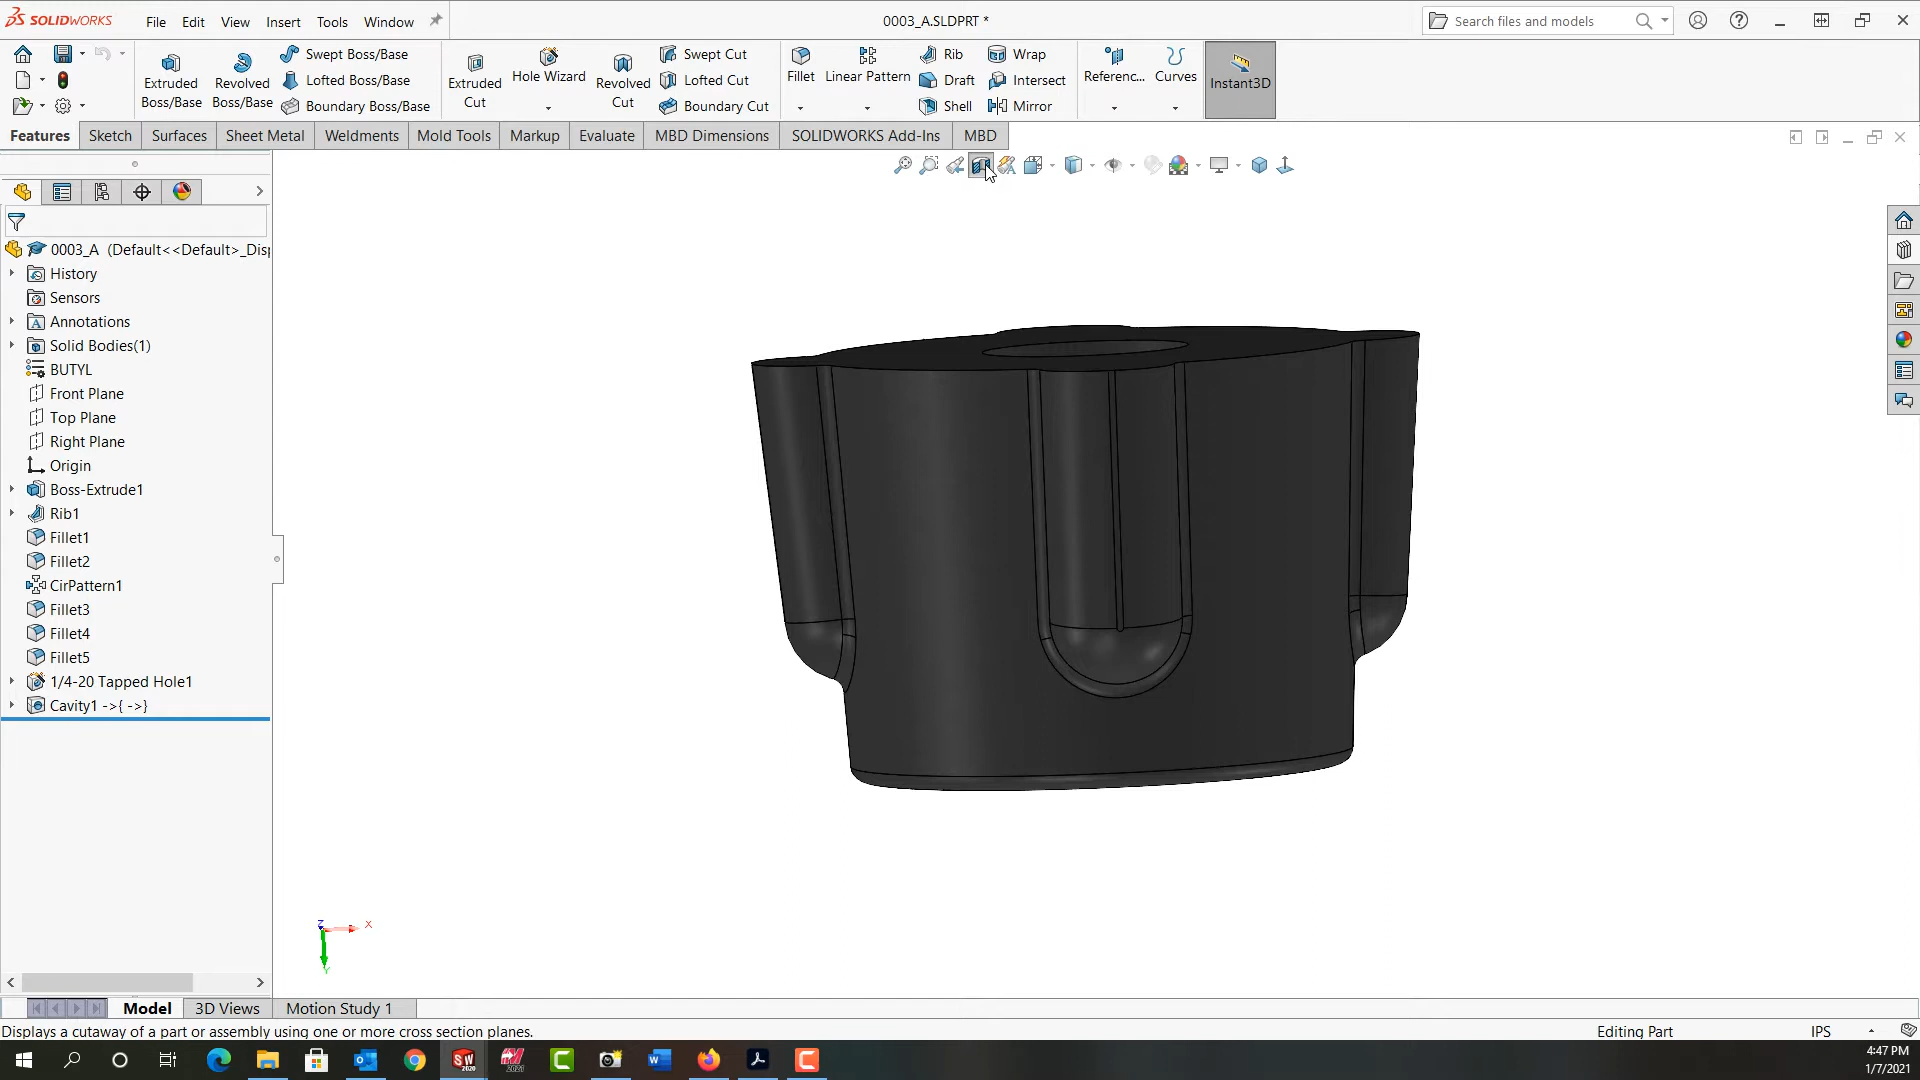 SOLIDWORKS File Edit View Insert Tools Window 0003_A.SLDPRT * Search files and models
Extruded Boss/Base Revolved Boss/Base Swept Boss/Base Lofted Boss/Base Boundary Boss/Base
Extruded Cut Hole Wizard Revolved Cut Swept Cut Lofted Cut Boundary Cut
Fillet Linear Pattern Rib Draft Shell Wrap Intersect Mirror
Referenc... Curves Instant3D
Features Sketch Surfaces Sheet Metal Weldments Mold Tools Markup Evaluate MBD Dimensions SOLIDWORKS Add-Ins MBD
0003_A (Default<<Default>_Disp
History
Sensors
Annotations
Solid Bodies(1)
BUTYL
Front Plane
Top Plane
Right Plane
Origin
Boss-Extrude1
Rib1
Fillet1
Fillet2
CirPattern1
Fillet3
Fillet4
Fillet5
1/4-20 Tapped Hole1
Cavity1 ->{ ->}
Z X
Y
Model 3D Views Motion Study 1
Displays a cutaway of a part or assembly using one or more cross section planes. Editing Part IPS
SW 2020 2021
4:47 PM
1/7/2021